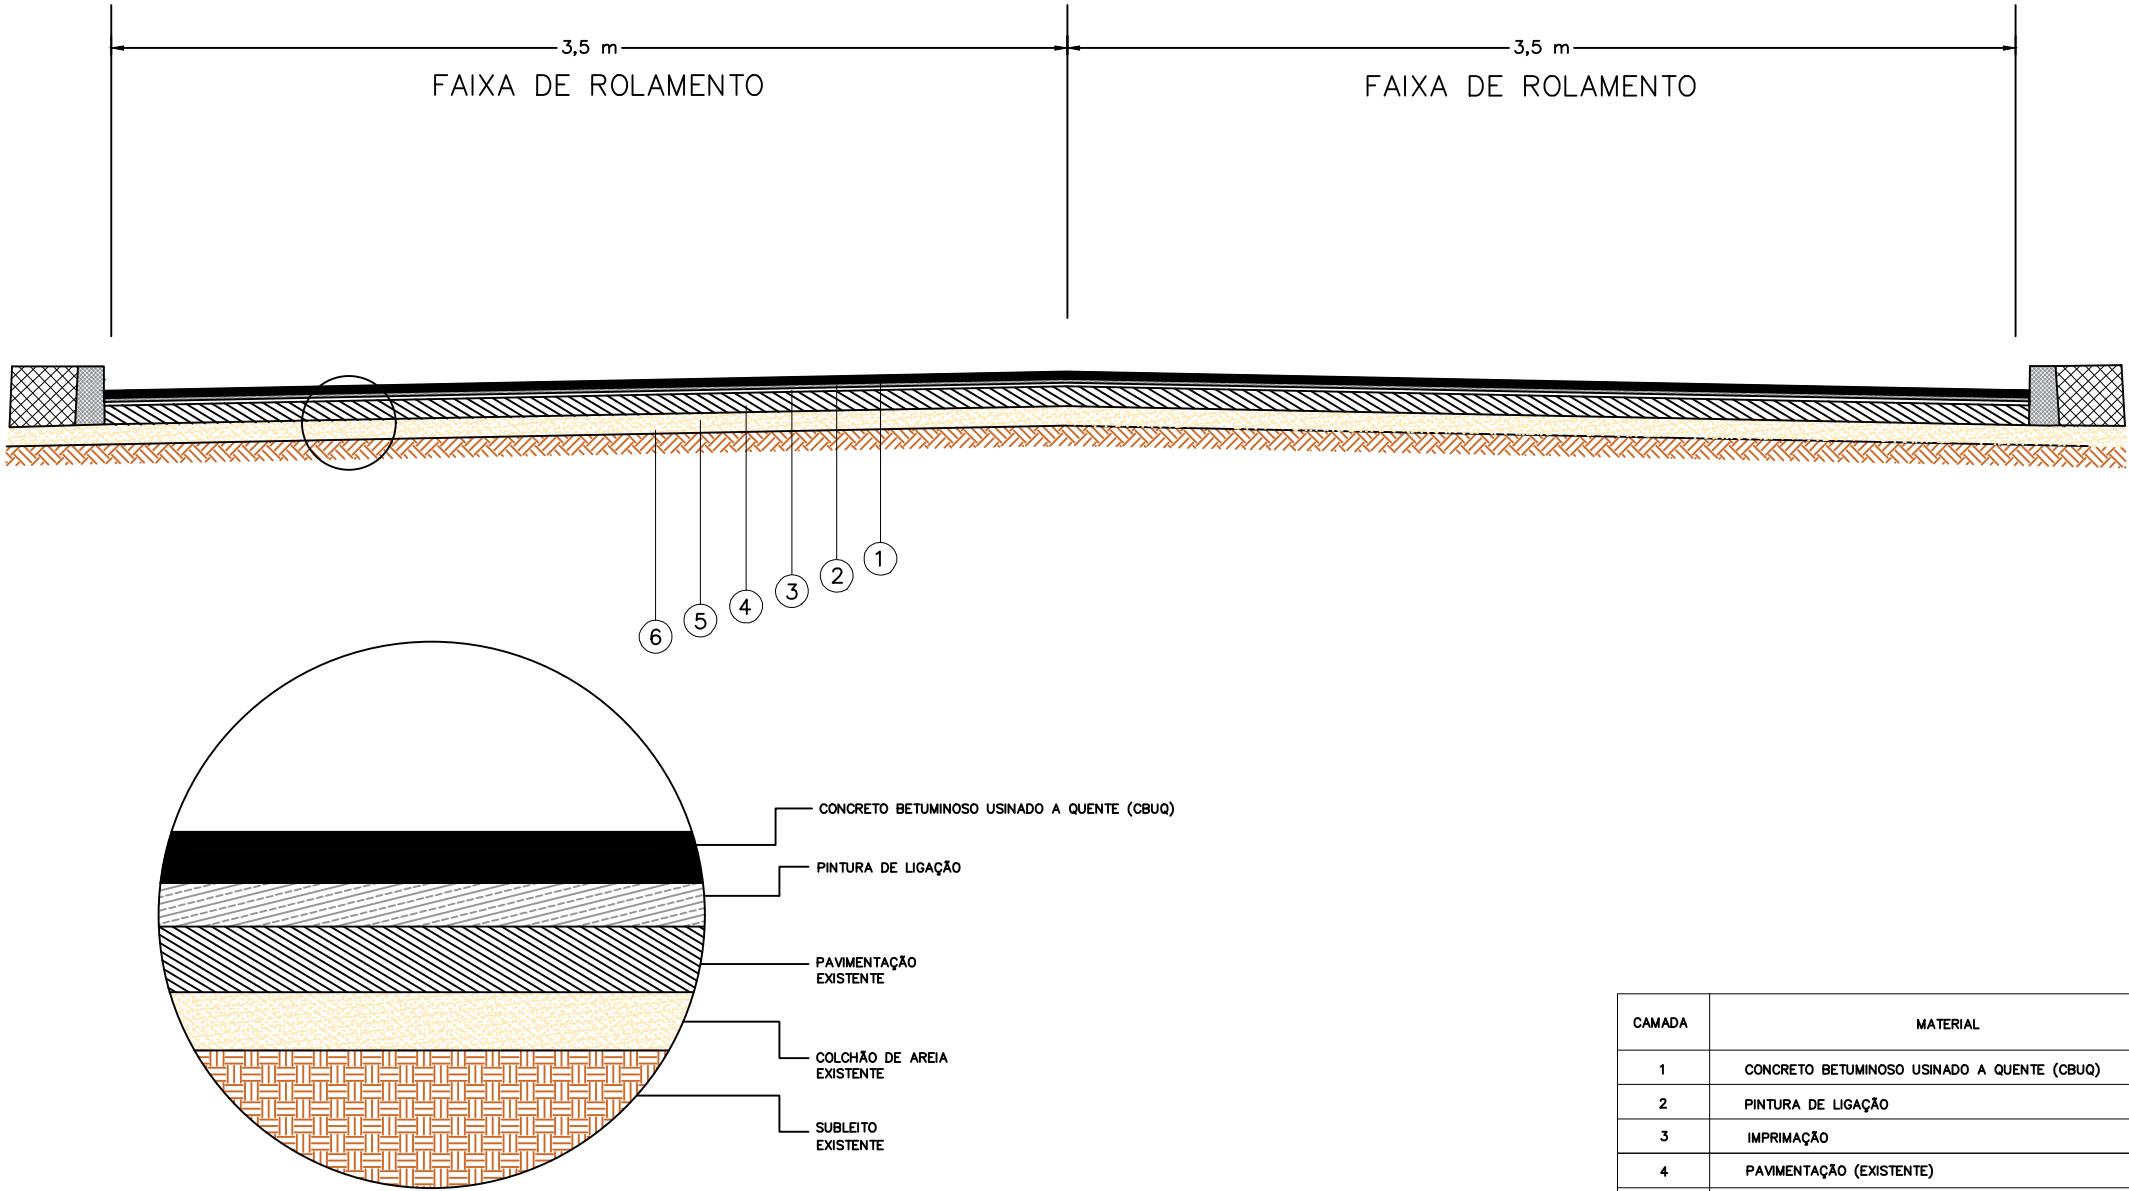 3,5 m
3,5 m
FAIXA DE ROLAMENTO
FAIXA DE ROLAMENTO
1
2
3
4
5
6
CONCRETO BETUMINOSO USINADO A QUENTE (CBUQ)
PINTURA DE LIGAÇÃO
PAVIMENTAÇÃO
EXISTENTE
COLCHÃO DE AREIA
EXISTENTE
SUBLEITO
EXISTENTE
CAMADA MATERIAL
1 CONCRETO BETUMINOSO USINADO A QUENTE (CBUQ)
2 PINTURA DE LIGAÇÃO
3 IMPRIMAÇÃO
4 PAVIMENTAÇÃO (EXISTENTE)